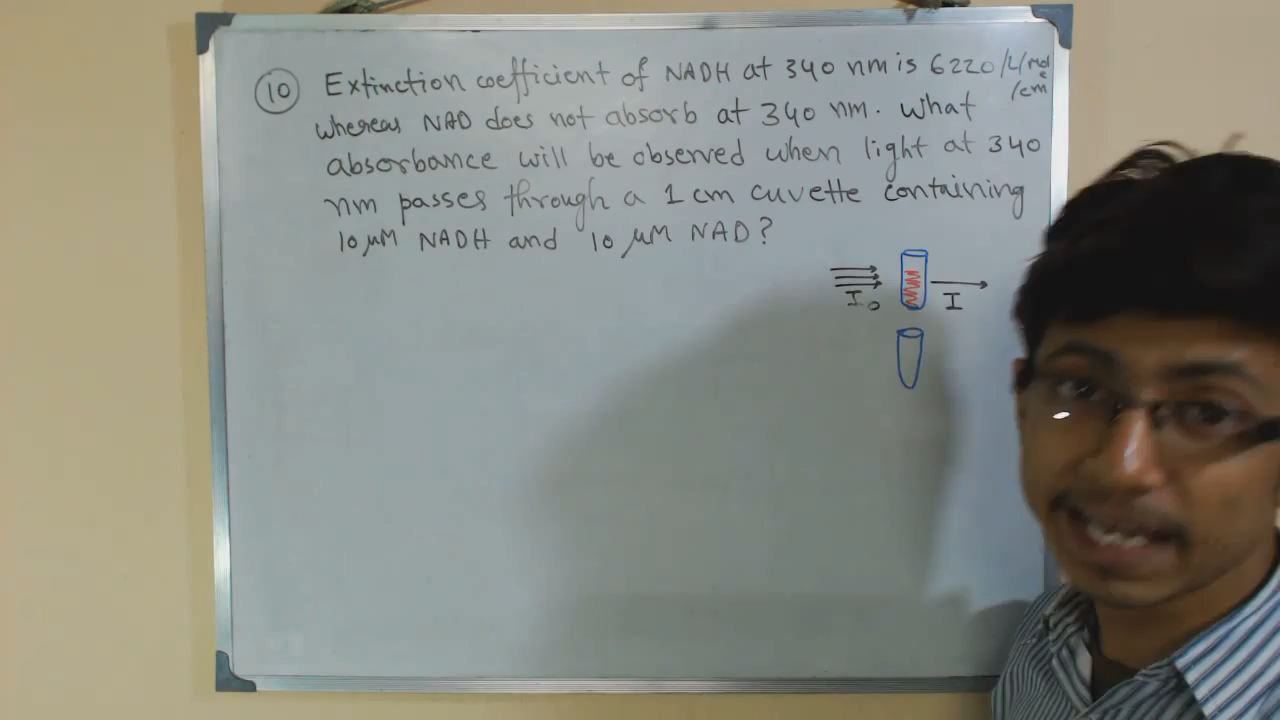 10 Extinction coefficient of NADH at 340 nm is 6220 /L/mole
/cm
whereas NAD does not absorb at 340 nm. What
absorbance will be observed when light at 340
nm passes through a 1 cm cuvette containing
10 μM NADH and 10 μM NAD?
I₀ I